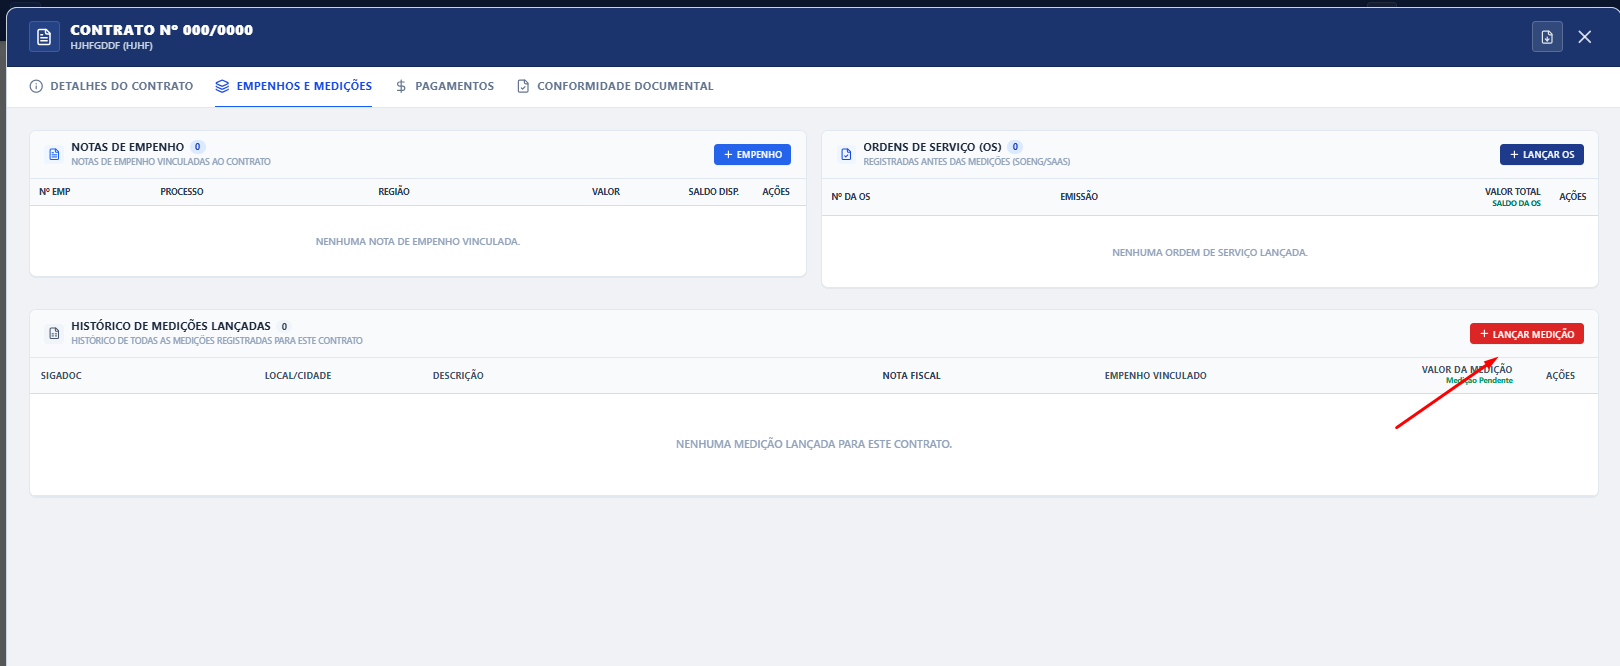 CONTRATO Nº 000/0000
HJHFGDDF (HJHF)
DETALHES DO CONTRATO
EMPENHOS E MEDIÇÕES
PAGAMENTOS
CONFORMIDADE DOCUMENTAL
NOTAS DE EMPENHO 0
NOTAS DE EMPENHO VINCULADAS AO CONTRATO
+ EMPENHO
Nº EMP PROCESSO REGIÃO VALOR SALDO DISP. AÇÕES
NENHUMA NOTA DE EMPENHO VINCULADA.
ORDENS DE SERVIÇO (OS) 0
REGISTRADAS ANTES DAS MEDIÇÕES (SOENG/SAAS)
+ LANÇAR OS
Nº DA OS EMISSÃO VALOR TOTAL AÇÕES
SALDO DA OS
NENHUMA ORDEM DE SERVIÇO LANÇADA.
HISTÓRICO DE MEDIÇÕES LANÇADAS 0
HISTÓRICO DE TODAS AS MEDIÇÕES REGISTRADAS PARA ESTE CONTRATO
+ LANÇAR MEDIÇÃO
SIGADOC LOCAL/CIDADE DESCRIÇÃO NOTA FISCAL EMPENHO VINCULADO VALOR DA MEDIÇÃO AÇÕES
Medição Pendente
NENHUMA MEDIÇÃO LANÇADA PARA ESTE CONTRATO.